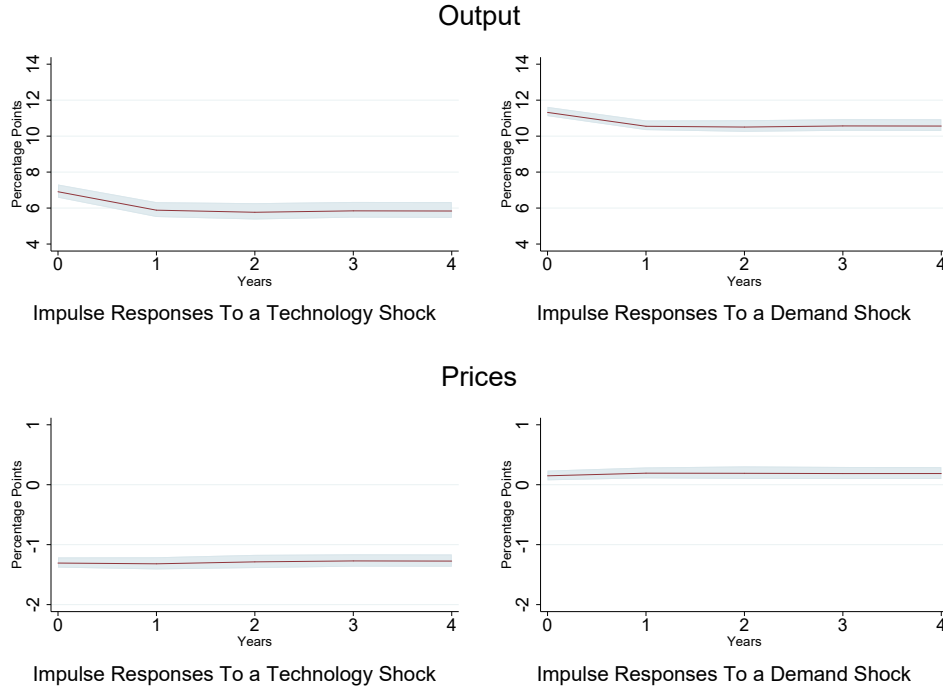 Output
Percentage Points
4 6 8 10 12 14
0 1 2 3 4
Years
Impulse Responses To a Technology Shock
Percentage Points
4 6 8 10 12 14
0 1 2 3 4
Years
Impulse Responses To a Demand Shock
Prices
Percentage Points
-2 -1 0 1
0 1 2 3 4
Years
Impulse Responses To a Technology Shock
Percentage Points
-2 -1 0 1
0 1 2 3 4
Years
Impulse Responses To a Demand Shock